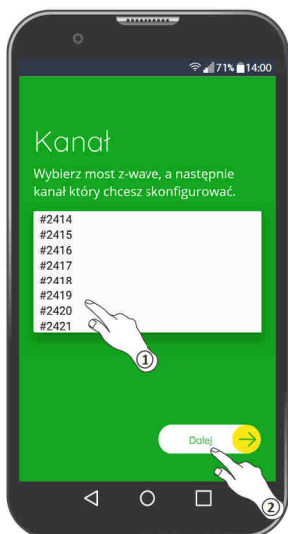 71% 14:00
Kanał
Wybierz most z-wave, a następnie
kanał który chcesz skonfigurować.
#2414
#2415
#2416
#2417
#2418
#2419
#2420
#2421
1
Dalej
2